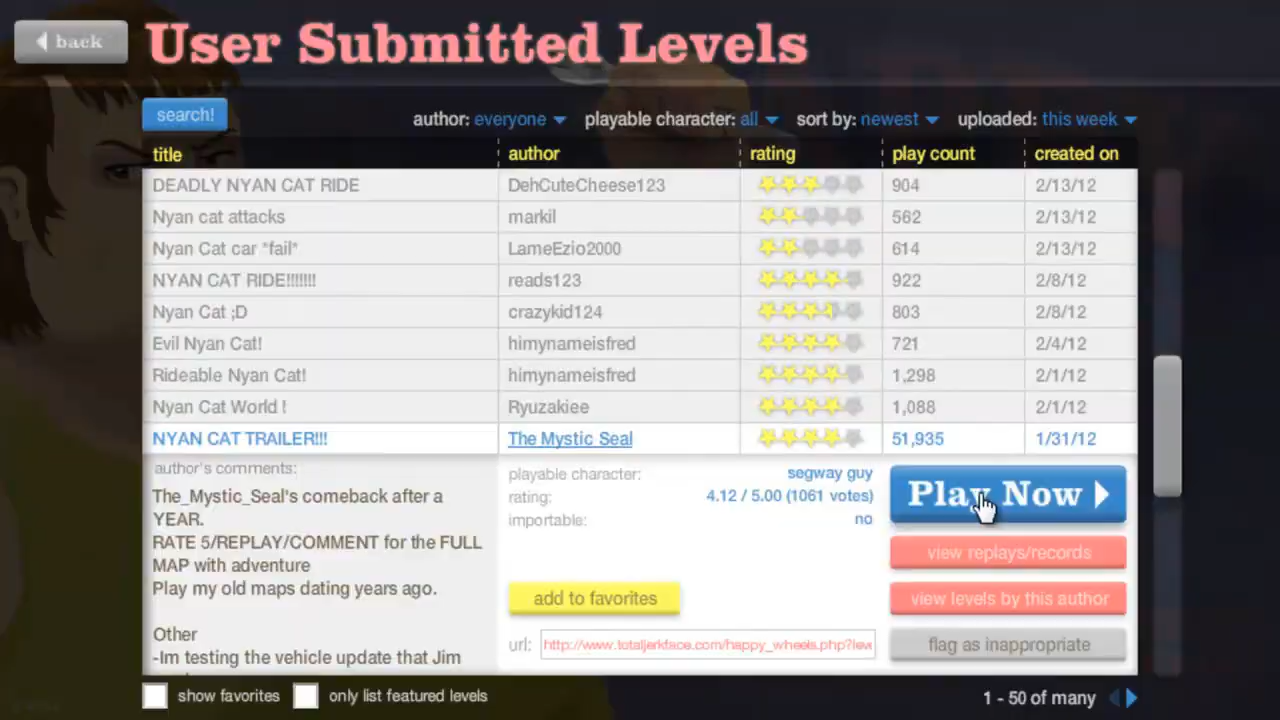 back
User Submitted Levels
search!
author: everyone playable character: all sort by: newest uploaded: this week
title author rating play count created on
DEADLY NYAN CAT RIDE DehCuteCheese123 904 2/13/12
Nyan cat attacks markil 562 2/13/12
Nyan Cat car *fail* LameEzio2000 614 2/13/12
NYAN CAT RIDE!!!!!!! reads123 922 2/8/12
Nyan Cat ;D crazykid124 803 2/8/12
Evil Nyan Cat! himynameisfred 721 2/4/12
Rideable Nyan Cat! himynameisfred 1,298 2/1/12
Nyan Cat World ! Ryuzakiee 1,088 2/1/12
NYAN CAT TRAILER!!! The Mystic Seal 51,935 1/31/12
author's comments:
The_Mystic_Seal's comeback after a
YEAR.
RATE 5/REPLAY/COMMENT for the FULL
MAP with adventure
Play my old maps dating years ago.
Other
-Im testing the vehicle update that Jim
playable character: segway guy
rating: 4.12 / 5.00 (1061 votes)
importable: no
add to favorites
url: http://www.totaljerkface.com/happy_wheels.php?lev
Play Now
view replays/records
view levels by this author
flag as inappropriate
show favorites only list featured levels 1 - 50 of many